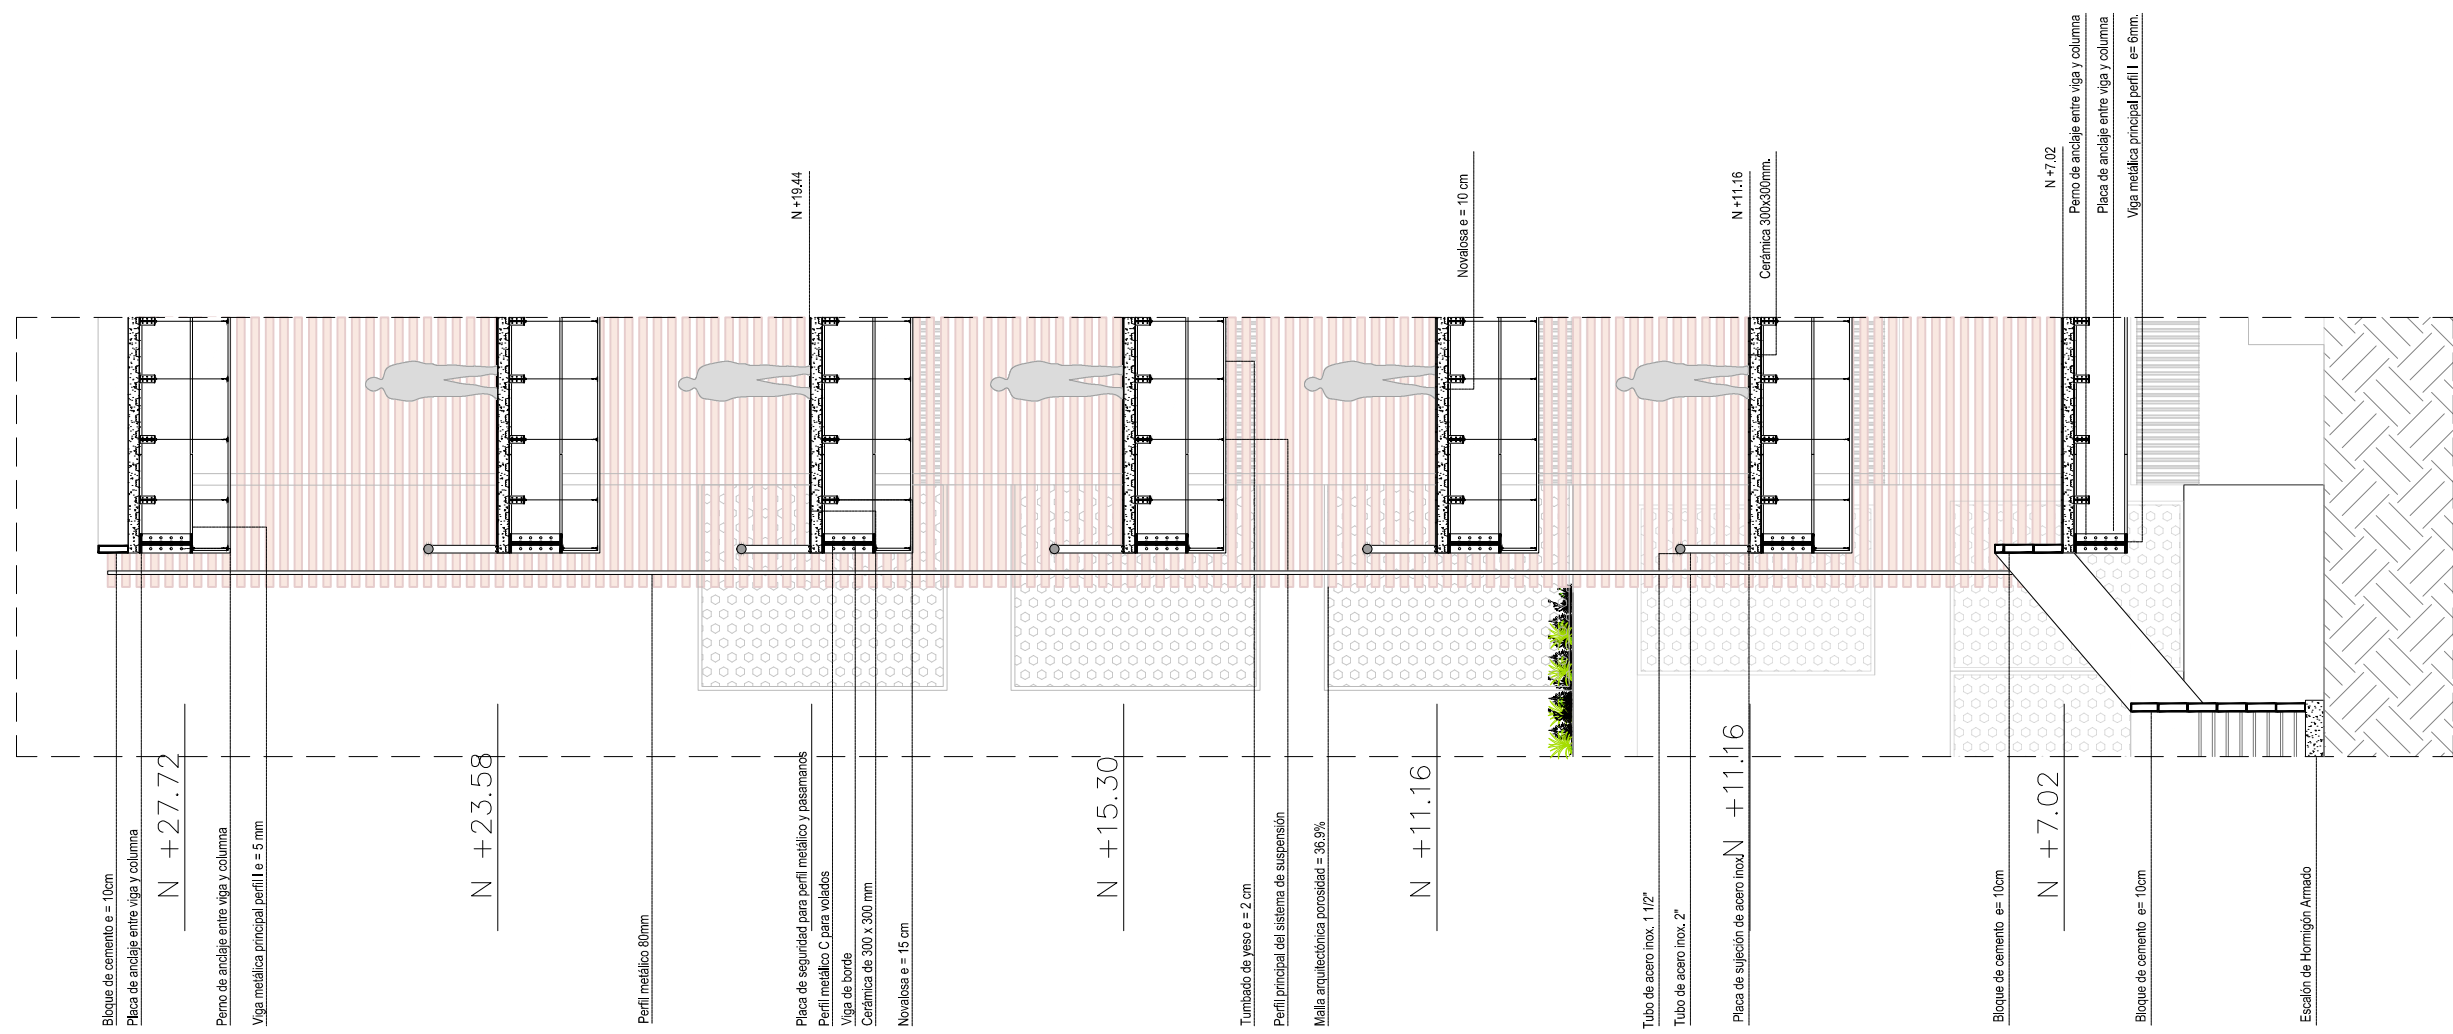 N +19.44
Novalosa e = 10 cm
N +11.16
Cerámica 300x300mm.
N +7.02
Perno de anclaje entre viga y columna
Placa de anclaje entre viga y columna
Viga metálica principal perfil I e= 6mm.
N +27.72
N +23.58
N +15.30
N +11.16
N +11.16
N +7.02
Bloque de cemento e = 10cm
Placa de anclaje entre viga y columna
Perno de anclaje entre viga y columna
Viga metálica principal perfil I e = 5 mm
Perfil metálico 80mm
Placa de seguridad para perfil metálico y pasamanos
Perfil metálico C para volados
Viga de borde
Cerámica de 300 x 300 mm
Novalosa e = 15 cm
Tumbado de yeso e = 2 cm
Perfil principal del sistema de suspensión
Malla arquitectónica porosidad = 36.9%
Tubo de acero inox. 1 1/2"
Tubo de acero inox. 2"
Placa de sujeción de acero inox.
Bloque de cemento e= 10cm
Bloque de cemento e= 10cm
Escalón de Hormigón Armado